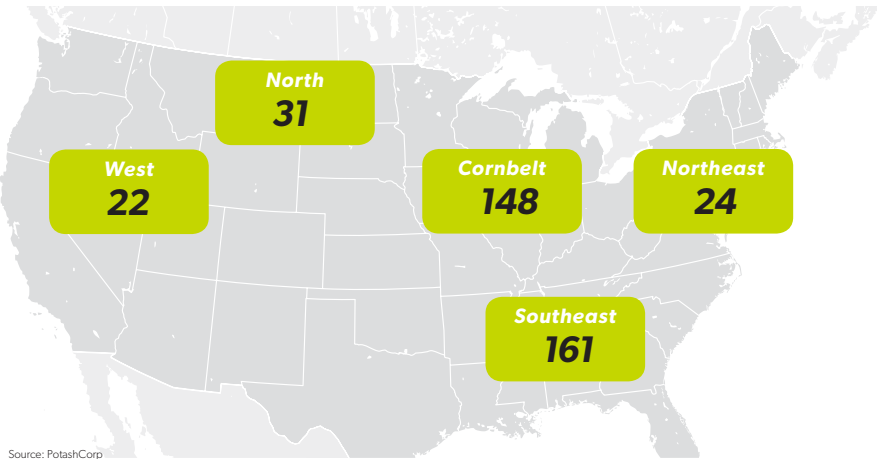 North
31
West
22
Cornbelt
148
Northeast
24
Southeast
161
Source: PotashCorp